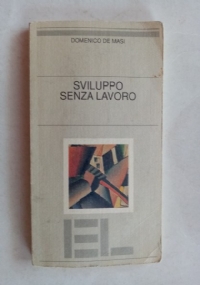 DOMENICO DE MASI
SVILUPPO
SENZA LAVORO
EL